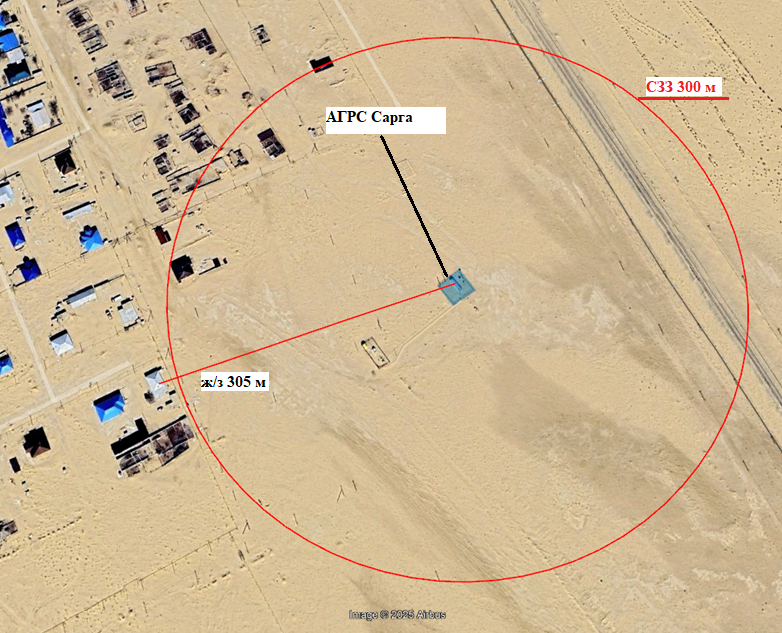 СЗЗ 300 м
АГРС Сарга
ж/з 305 м
Image © 2025 Airbus